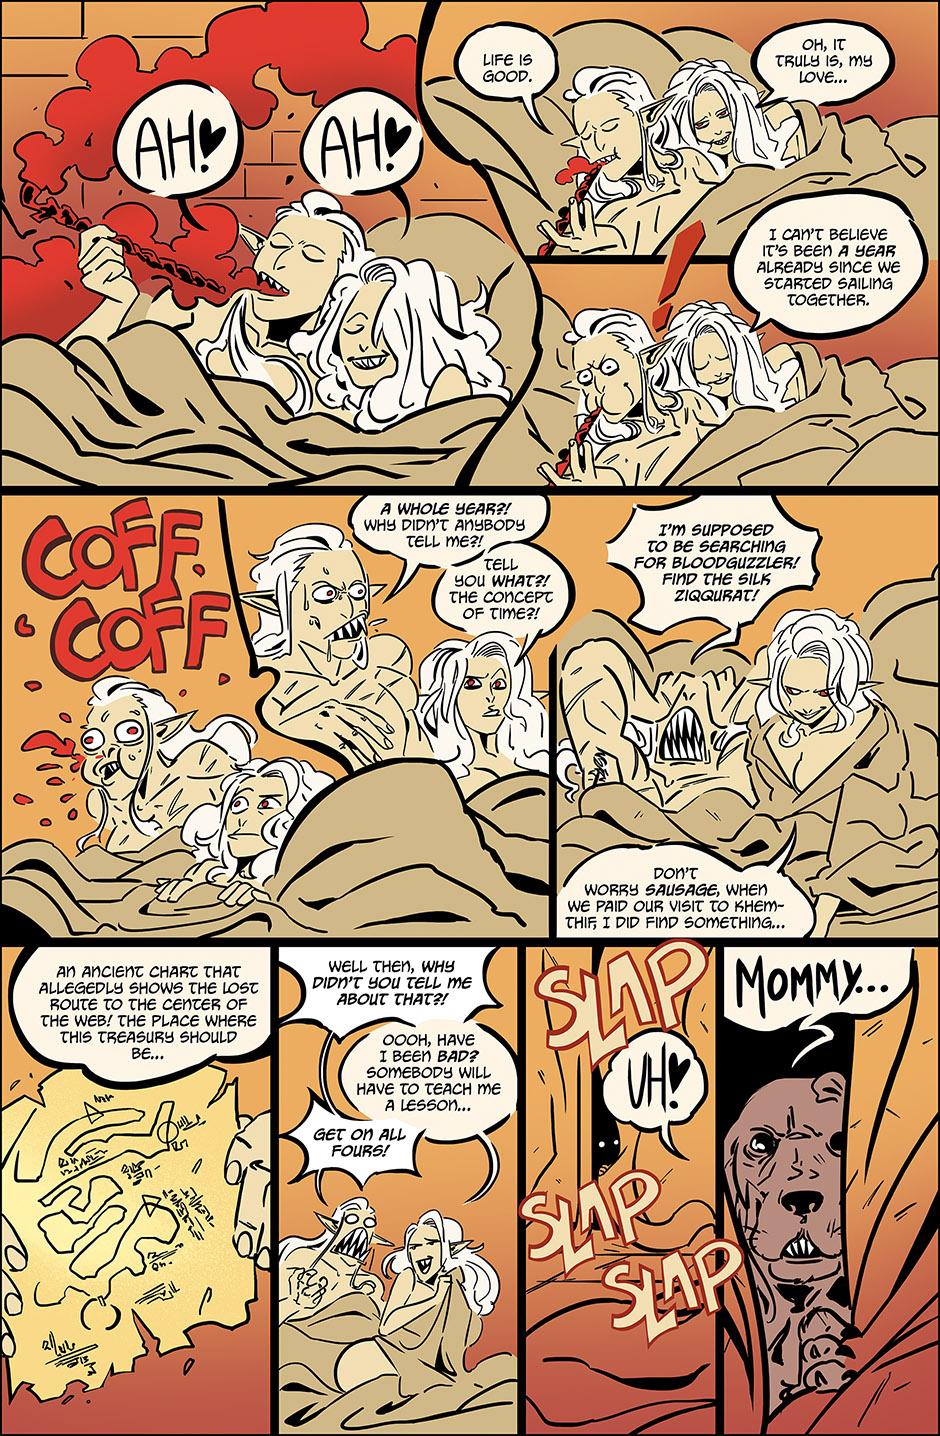 AH!
AH!
LIFE IS
GOOD.
OH, IT
TRULY IS, MY
LOVE...
I CAN'T BELIEVE
IT'S BEEN A YEAR
ALREADY SINCE WE
STARTED SAILING
TOGETHER.
!
COFF.
COFF
A WHOLE YEAR?!
WHY DIDN'T ANYBODY
TELL ME?!
TELL
YOU WHAT?!
THE CONCEPT
OF TIME?!
I'M SUPPOSED
TO BE SEARCHING
FOR BLOODGUZZLER!
FIND THE SILK
ZIQQURAT!
DON'T
WORRY SAUSAGE, WHEN
WE PAID OUR VISIT TO KHEM-
THIF, I DID FIND SOMETHING...
AN ANCIENT CHART THAT
ALLEGEDLY SHOWS THE LOST
ROUTE TO THE CENTER OF
THE WEB! THE PLACE WHERE
THIS TREASURY SHOULD
BE...
WELL THEN, WHY
DIDN'T YOU TELL ME
ABOUT THAT?!
OOOH, HAVE
I BEEN BAD?
SOMEBODY WILL
HAVE TO TEACH ME
A LESSON...
GET ON ALL
FOURS!
SLAP
UH!
SLAP
SLAP
MOMMY...